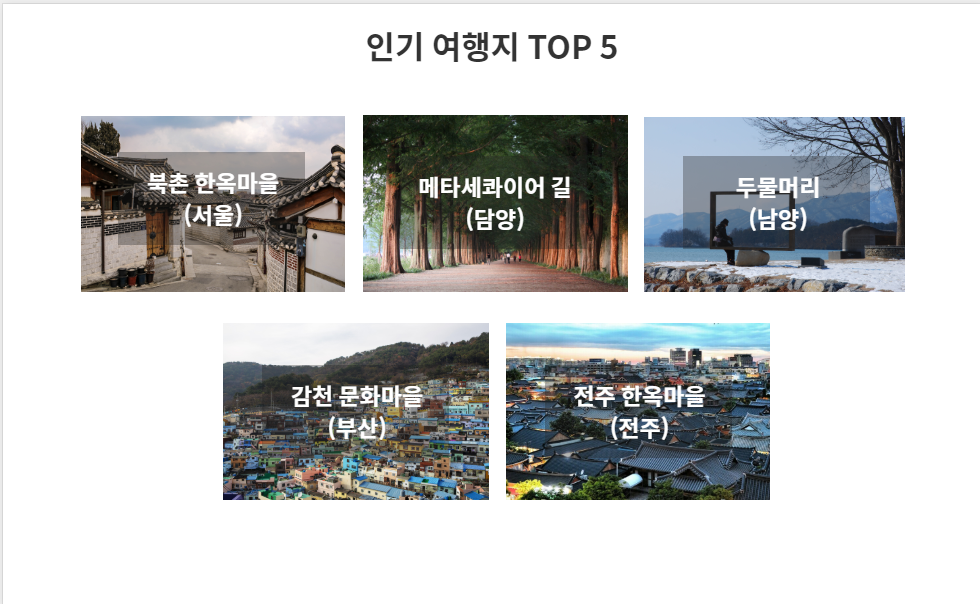 인기 여행지 TOP 5
북촌 한옥마을
(서울)
메타세콰이어 길
(담양)
두물머리
(남양)
감천 문화마을
(부산)
전주 한옥마을
(전주)